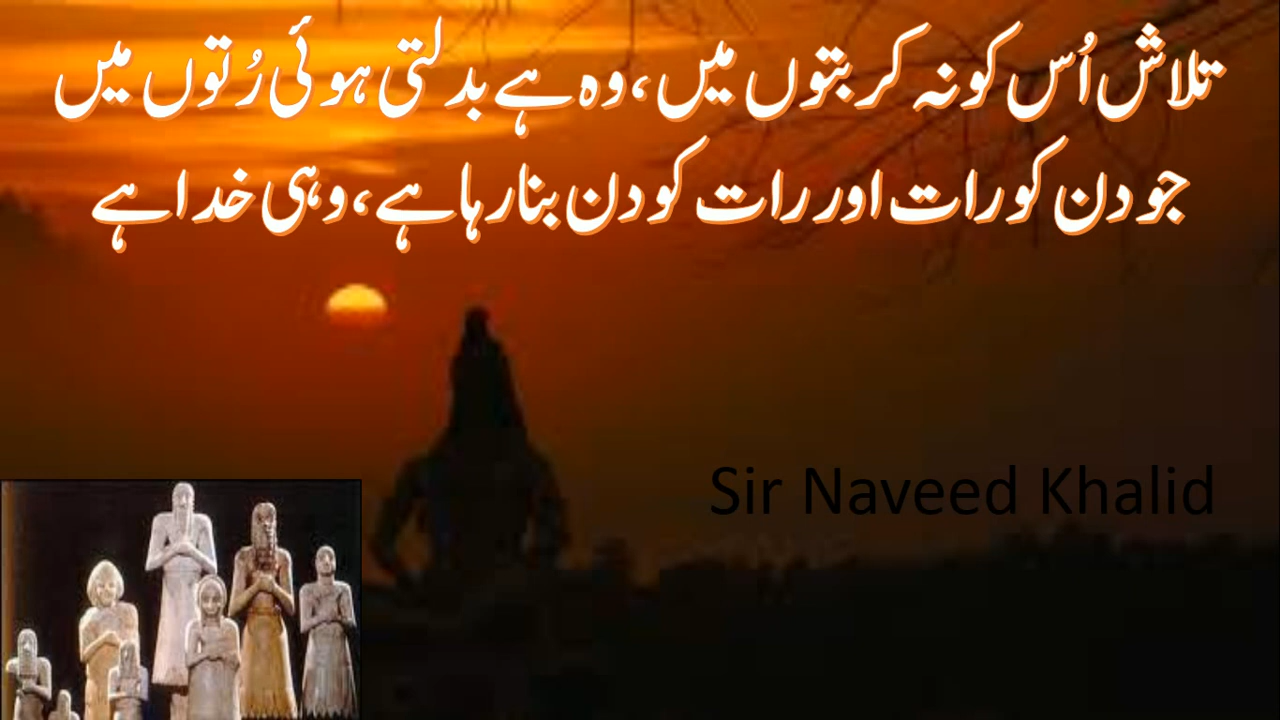 تلاش اُس کو نہ کر بتوں میں، وہ ہے بدلتی ہوئی رُتوں میں
جو دن کو رات اور رات کو دن بنا رہا ہے، وہی خدا ہے
Sir Naveed Khalid